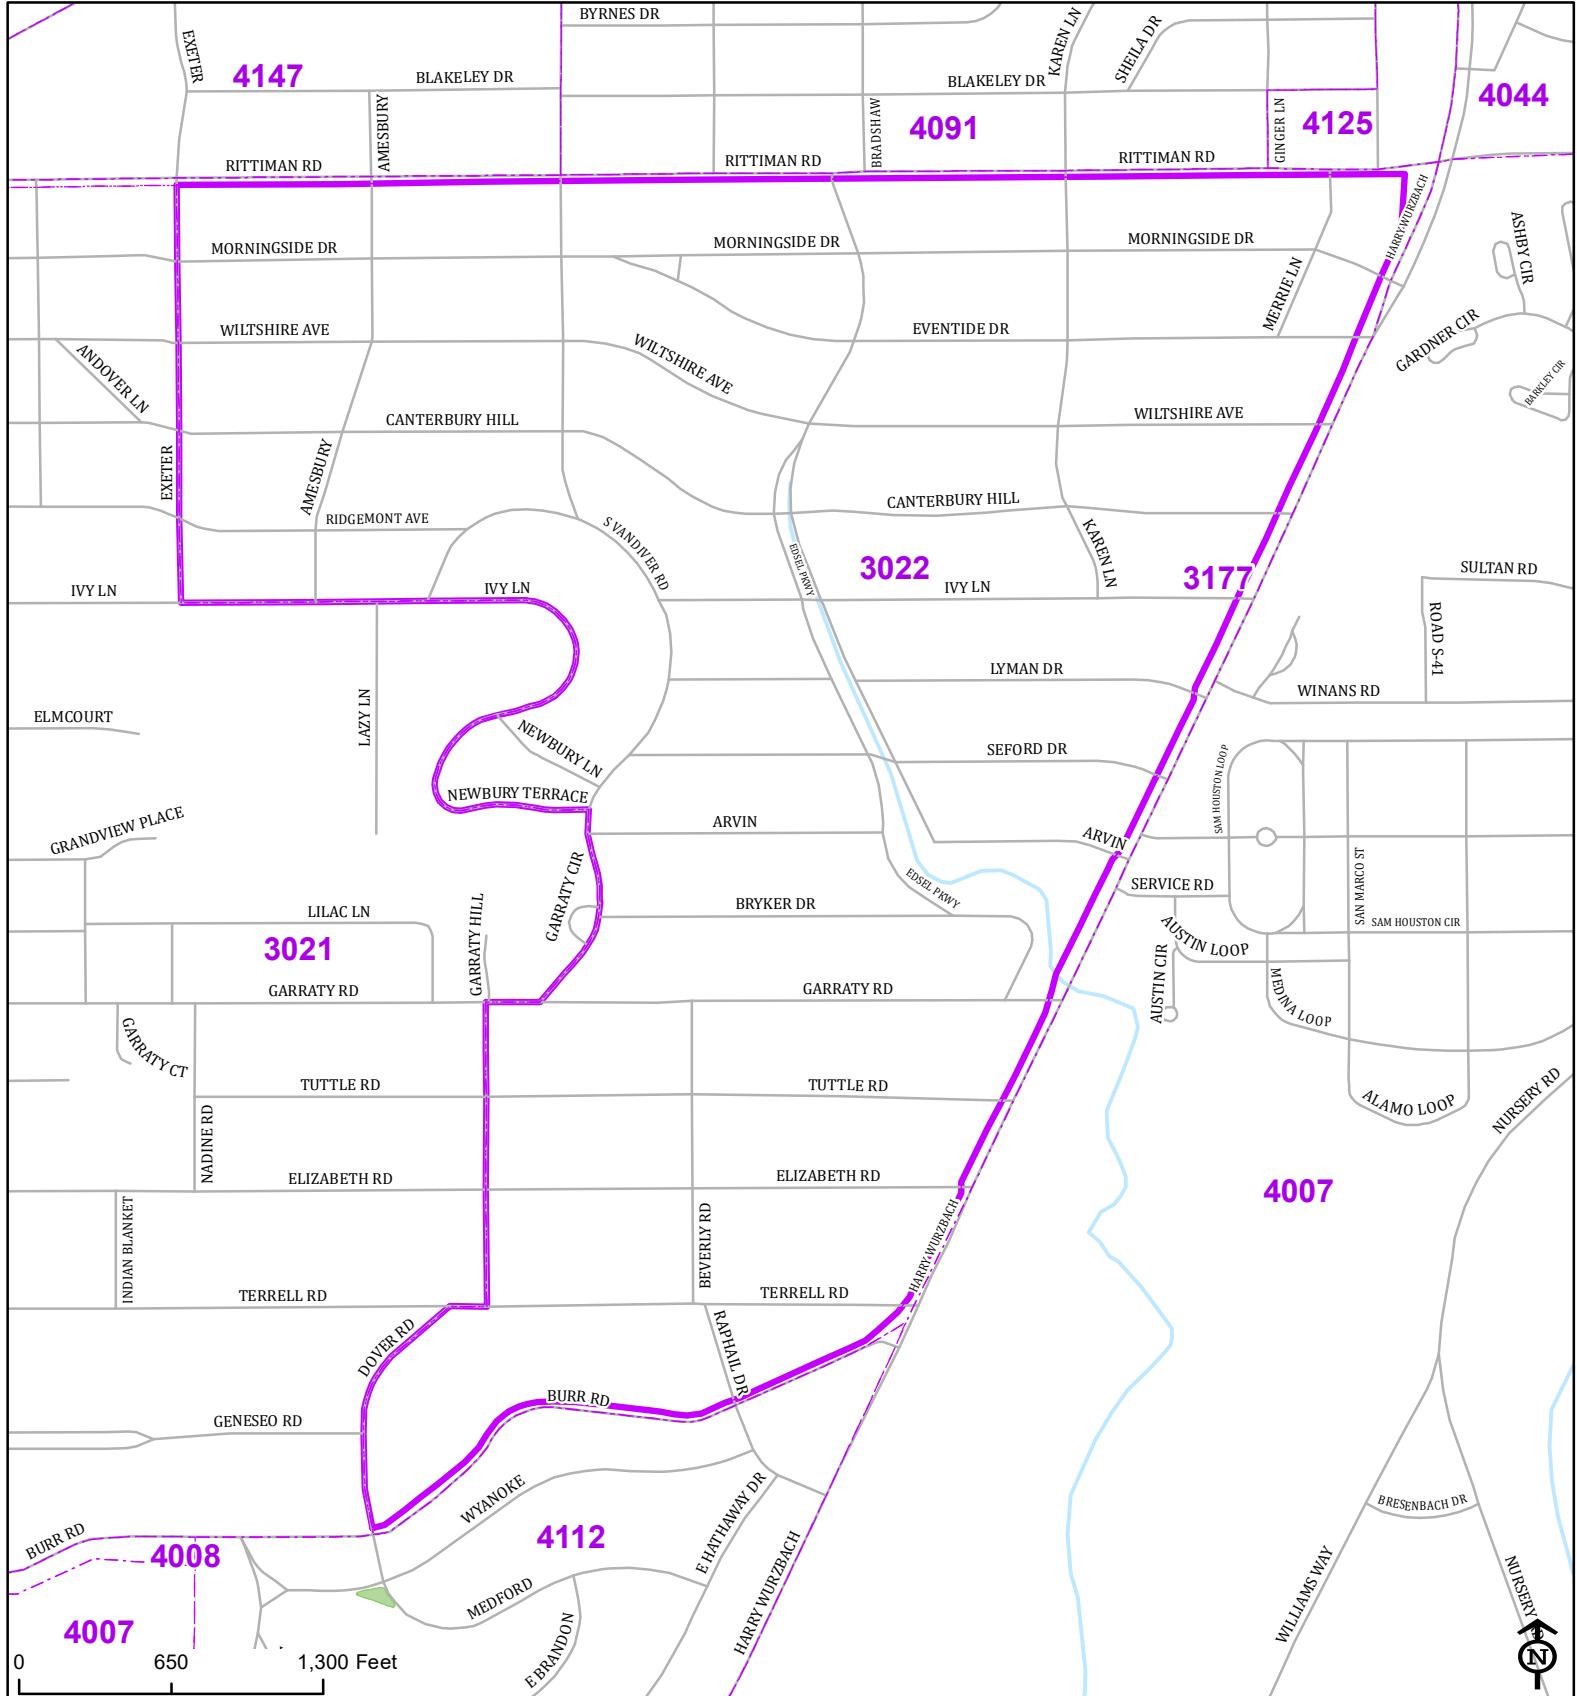 BYRNES DR
EXETER
4147
BLAKELEY DR
AMESBURY
KAREN LN
SHEILA DR
BLAKELEY DR
4091
BRADSHAW
GINGER LN
4125
4044
RITTIMAN RD
RITTIMAN RD
RITTIMAN RD
HARRY WURZBACH
ASHBY CIR
MORNINGSIDE DR
MORNINGSIDE DR
MORNINGSIDE DR
MERRIE LN
WILTSHIRE AVE
EVENTIDE DR
GARDNER CIR
ANDOVER LN
WILTSHIRE AVE
BARKLEY CIR
CANTERBURY HILL
WILTSHIRE AVE
EXETER
AMESBURY
RIDGEMONT AVE
CANTERBURY HILL
S VANDIVER RD
EDSEL PKWY
KAREN LN
3022
3177
SULTAN RD
IVY LN
IVY LN
IVY LN
ROAD S-41
LYMAN DR
WINANS RD
ELMCOURT
LAZY LN
NEWBURY LN
SEFORD DR
SAM HOUSTON LOOP
NEWBURY TERRACE
GRANDVIEW PLACE
ARVIN
ARVIN
GARRATY CIR
EDSEL PKWY
SERVICE RD
SAN MARCO ST
LILAC LN
GARRATY HILL
BRYKER DR
AUSTIN LOOP
SAM HOUSTON CIR
3021
AUSTIN CIR
MEDINA LOOP
GARRATY RD
GARRATY RD
GARRATY CT
TUTTLE RD
TUTTLE RD
ALAMO LOOP
NURSERY RD
NADINE RD
ELIZABETH RD
ELIZABETH RD
4007
INDIAN BLANKET
BEVERLY RD
HARRY WURZBACH
TERRELL RD
TERRELL RD
DOVER RD
RAPHAIL DR
BURR RD
GENESEO RD
WYANOKE
E HATHAWAY DR
BRESENBACH DR
BURR RD
4008
4112
HARRY WURZBACH
WILLIAMS WAY
NURSERY RD
MEDFORD
4007
E BRANDON
0 650 1,300 Feet
N